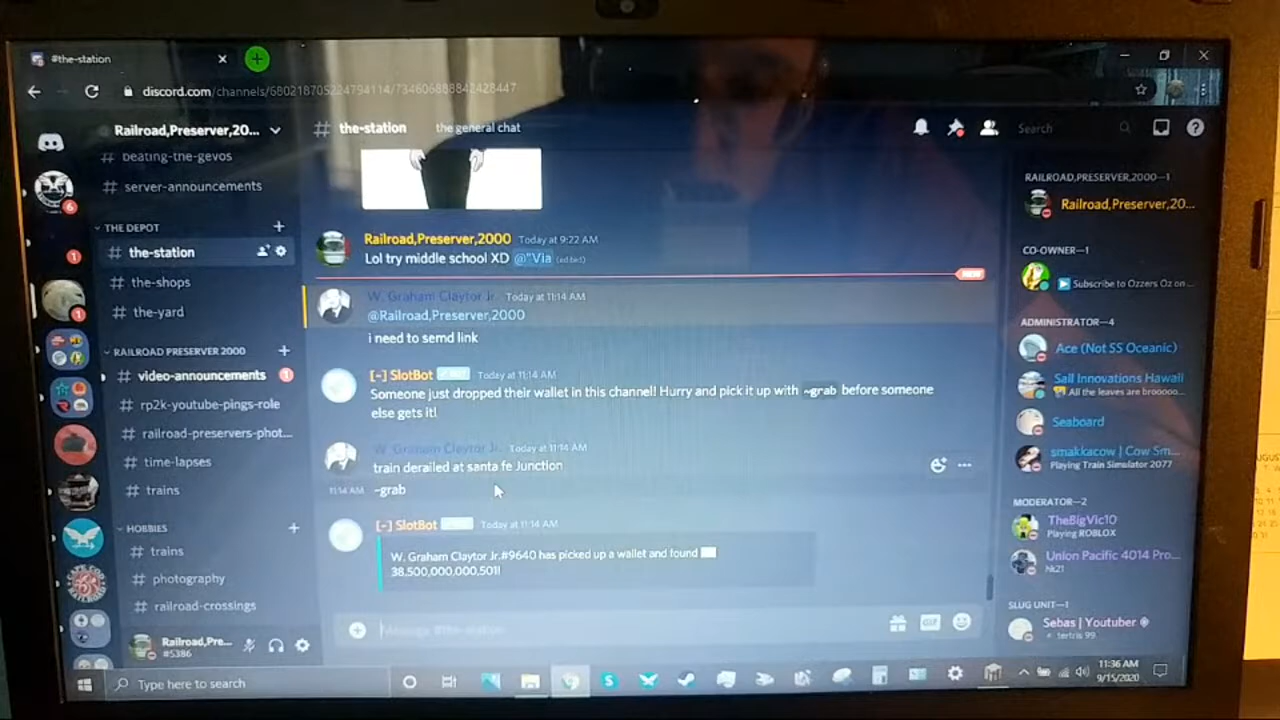 #the-station
discord.com/channels/680218705224794114/734606888842428447
Railroad,Preserver,20...
# the-station
the general chat
Search
# beating-the-gevos
# server-announcements
6
THE DEPOT
1
# the-station
# the-shops
1
# the-yard
RAILROAD PRESERVER 2000
# video-announcements
1
# rp2k-youtube-pings-role
# railroad-preservers-phot...
# time-lapses
# trains
HOBBIES
# trains
# photography
# railroad-crossings
Railroad,Pre...
#5386
Railroad,Preserver,2000 Today at 9:22 AM
Lol try middle school XD @"Via (edited)
NEW
W. Graham Claytor Jr. Today at 11:14 AM
@Railroad,Preserver,2000
i need to semd link
[~] SlotBot Today at 11:14 AM
Someone just dropped their wallet in this channel! Hurry and pick it up with ~grab before someone
else gets it!
W. Graham Claytor Jr. Today at 11:14 AM
train derailed at santa fe Junction
11:14 AM ~grab
[~] SlotBot Today at 11:14 AM
W. Graham Claytor Jr.#9640 has picked up a wallet and found
38,500,000,000,501!
Message #the-station
GIF
RAILROAD,PRESERVER,2000—1
Railroad,Preserver,20...
CO-OWNER—1
Subscribe to Ozzers Oz on...
ADMINISTRATOR—4
Ace (Not SS Oceanic)
Sail Innovations Hawaii
All the leaves are brooooo...
Seaboard
smakkacow | Cow Sm...
Playing Train Simulator 2077
MODERATOR—2
TheBigVic10
Playing ROBLOX
Union Pacific 4014 Pro...
hk21
SLUG UNIT—1
Sebas | Youtuber
tertris 99
Type here to search
11:36 AM
9/15/2020